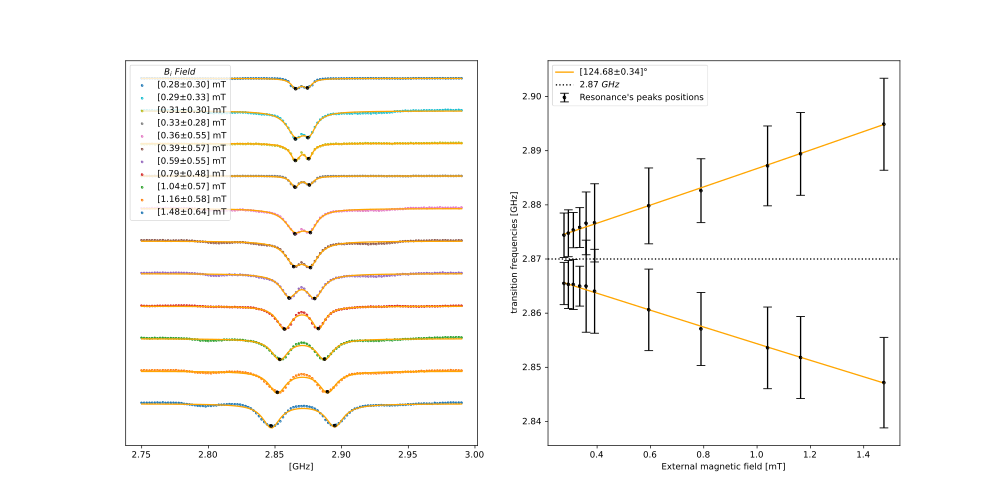 B_i Field
[0.28±0.30] mT
[0.29±0.33] mT
[0.31±0.30] mT
[0.33±0.28] mT
[0.36±0.55] mT
[0.39±0.57] mT
[0.59±0.55] mT
[0.79±0.48] mT
[1.04±0.57] mT
[1.16±0.58] mT
[1.48±0.64] mT
2.75
2.80
2.85
2.90
2.95
3.00
[GHz]
[124.68±0.34]°
2.87 GHz
Resonance's peaks positions
transition frequencies [GHz]
2.90
2.89
2.88
2.87
2.86
2.85
2.84
0.4
0.6
0.8
1.0
1.2
1.4
External magnetic field [mT]